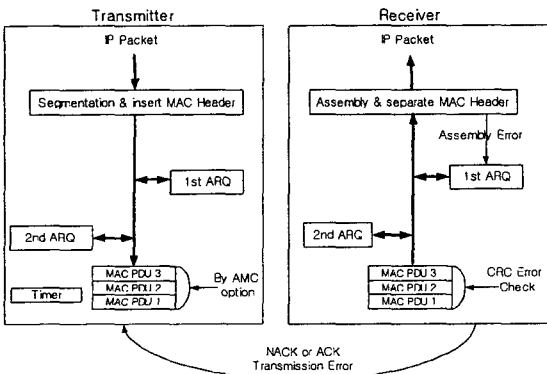 Transmitter
IP Packet
Segmentation & insert MAC Header
1st ARQ
2nd ARQ
MAC PDU 3
MAC PDU 2
MAC PDU 1
By AMC
option
Timer
Receiver
IP Packet
Assembly & separate MAC Header
Assembly Error
1st ARQ
2nd ARQ
MAC PDU 3
MAC PDU 2
MAC PDU 1
CRC Error
Check
NACK or ACK
Transmission Error